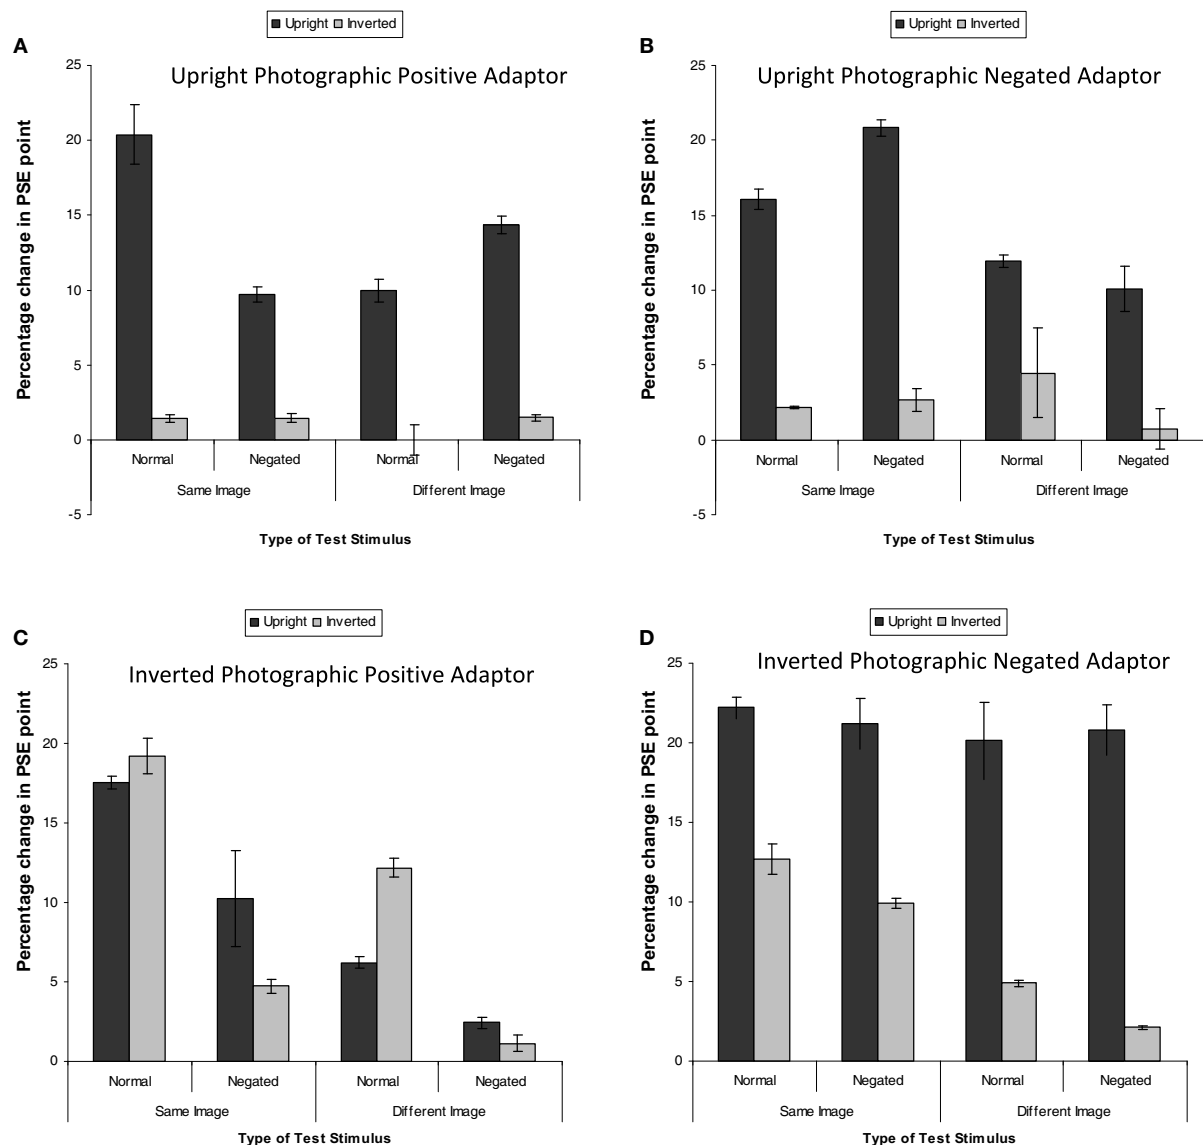 Upright Inverted
A
Upright Photographic Positive Adaptor
Percentage change in PSE point
25
20
15
10
5
0
-5
Normal Negated Normal Negated
Same Image Different Image
Type of Test Stimulus
Upright Inverted
B
Upright Photographic Negated Adaptor
Percentage change in PSE point
25
20
15
10
5
0
-5
Normal Negated Normal Negated
Same Image Different Image
Type of Test Stimulus
Upright Inverted
C
Inverted Photographic Positive Adaptor
Percentage change in PSE point
25
20
15
10
5
0
Normal Negated Normal Negated
Same Image Different Image
Type of Test Stimulus
Upright Inverted
D
Inverted Photographic Negated Adaptor
Percentage change in PSE point
25
20
15
10
5
0
Normal Negated Normal Negated
Same Image Different Image
Type of Test Stimulus